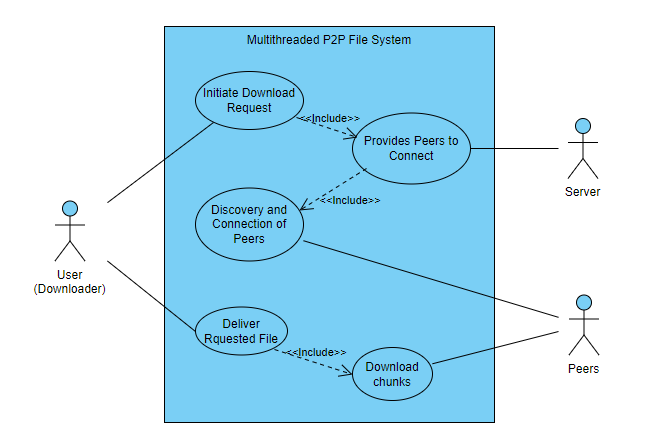 Multithreaded P2P File System
Initiate Download
Request
<<Include>>
Provides Peers to
Connect
Server
<<Include>>
Discovery and
Connection of
Peers
User
(Downloader)
Deliver
Rquested File
<<Include>>
Download
chunks
Peers